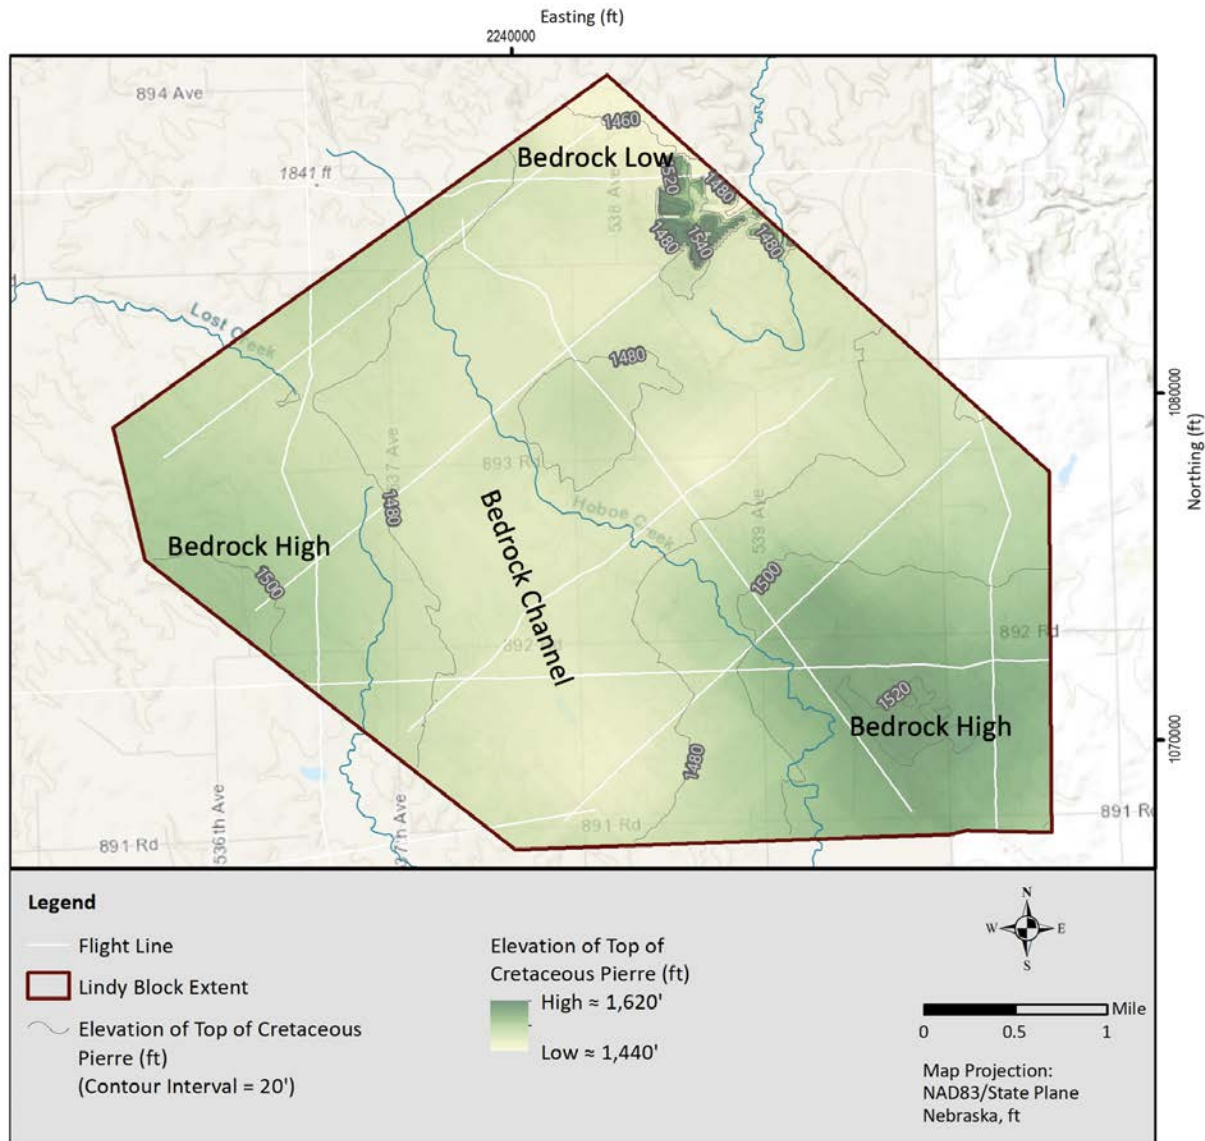 Easting (ft)
2240000
894 Ave
1460
Bedrock Low
1841 ft
1520
1480
538 Ave
1480
1540
1480
Lost Creek
1480
1080000
Northing (ft)
537 Ave
893 Rd
1480
Bedrock Channel
Hoboe Creek
539 Ave
Bedrock High
1500
1500
892 Rd
892 Rd
1520
Bedrock High
1480
1070000
536th Ave
37th Ave
891 Rd
891 Rd
891 Rd
Legend
Flight Line
Lindy Block Extent
Elevation of Top of Cretaceous
Pierre (ft)
(Contour Interval = 20')
Elevation of Top of
Cretaceous Pierre (ft)
High ≈ 1,620'
Low ≈ 1,440'
N
W E
S
Mile
0 0.5 1
Map Projection:
NAD83/State Plane
Nebraska, ft